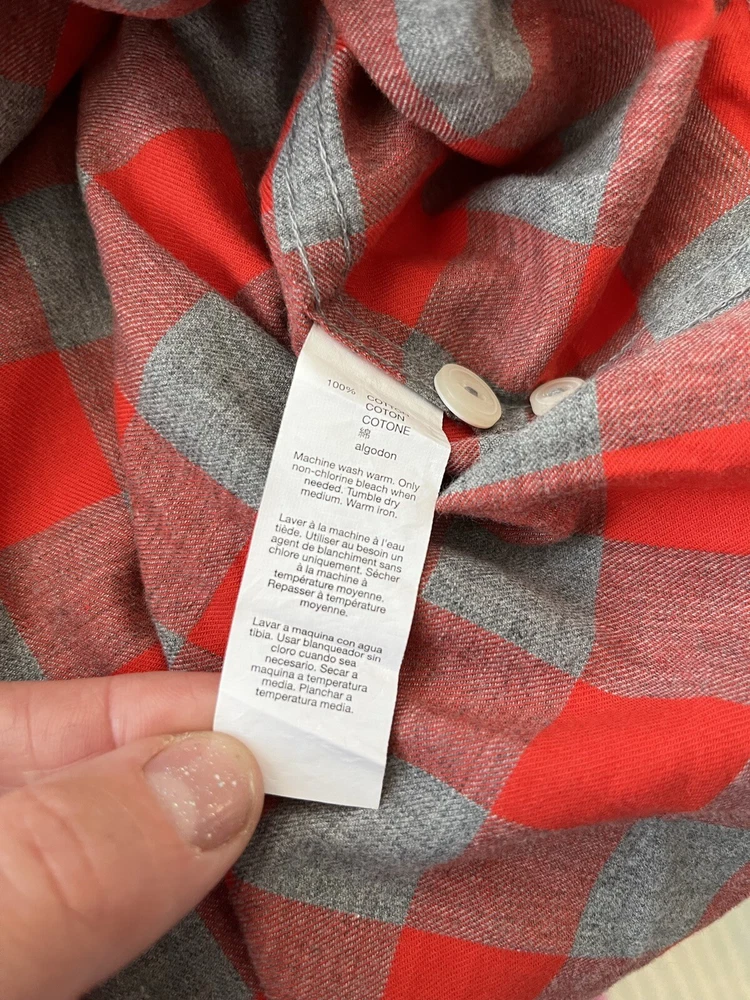 100% COTTON
COTON
COTONE
綿
algodon
Machine wash warm. Only
non-chlorine bleach when
needed. Tumble dry
medium. Warm iron.
Laver à la machine à l'eau
tiède. Utiliser au besoin un
agent de blanchiment sans
chlore uniquement. Sécher
à la machine à
température moyenne.
Repasser à température
moyenne.
Lavar a maquina con agua
tibia. Usar blanqueador sin
cloro cuando sea
necesario. Secar a
maquina a temperatura
media. Planchar a
temperatura media.